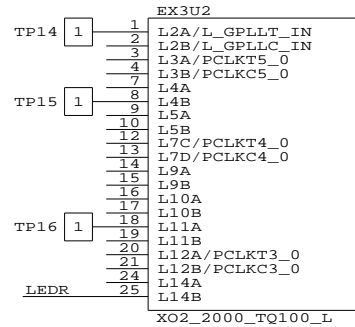 EX3U2
TP14 1 1 L2A/L_GPLLT_IN
2 L2B/L_GPLLC_IN
3 L3A/PCLKT5_0
4 L3B/PCLKC5_0
7 L4A
TP15 1 8 L4B
9 L5A
10 L5B
12 L7C/PCLKT4_0
13 L7D/PCLKC4_0
14 L9A
15 L9B
16 L10A
17 L10B
TP16 1 18 L11A
19 L11B
20 L12A/PCLKT3_0
21 L12B/PCLKC3_0
24 L14A
LEDR 25 L14B
XO2_2000_TQ100_L